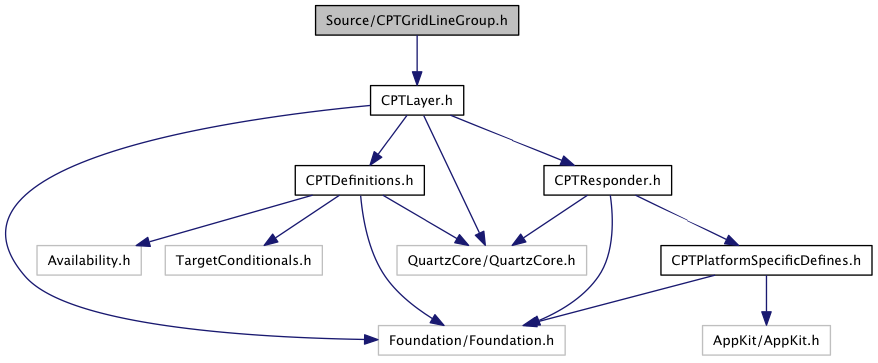 Source/CPTGridLineGroup.h
CPTLayer.h
CPTDefinitions.h
CPTResponder.h
Availability.h
TargetConditionals.h
QuartzCore/QuartzCore.h
CPTPlatformSpecificDefines.h
Foundation/Foundation.h
AppKit/AppKit.h